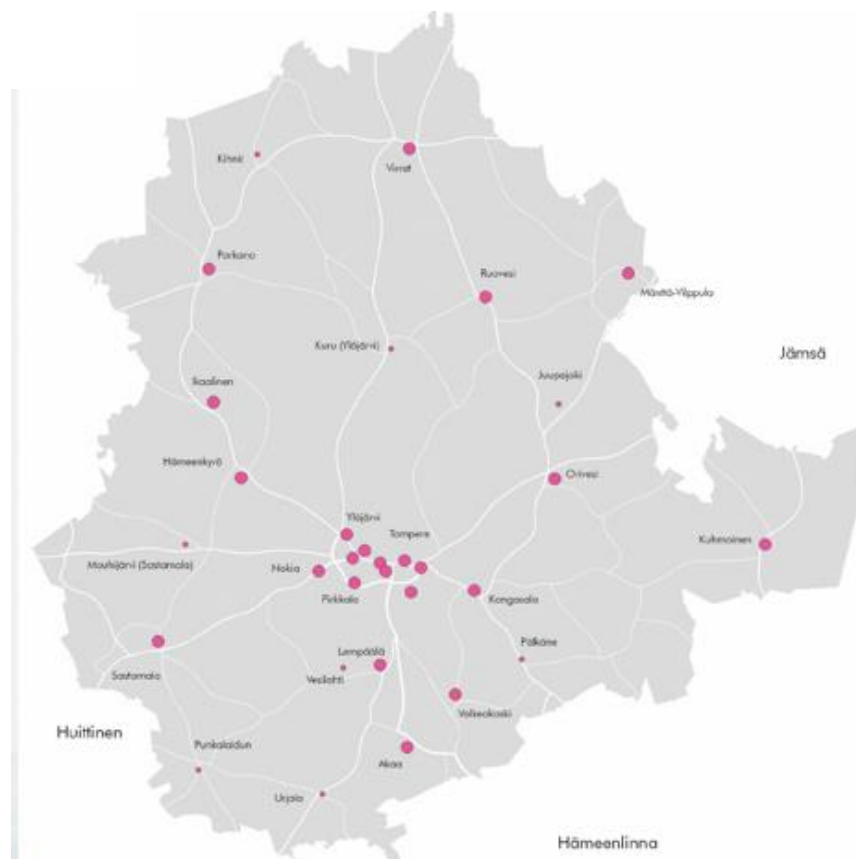 Kihniö
Virrat
Parkano
Ruovesi
Mänttä-Vilppula
Kuru (Ylöjärvi)
Jämsä
Juupajoki
Ikaalinen
Hämeenkyrö
Orivesi
Ylöjärvi
Tampere
Kuhmoinen
Mouhijärvi (Sastamala)
Nokia
Pirkkala
Kangasala
Pälkäne
Lempäälä
Sastamala
Vesilahti
Valkeakoski
Huittinen
Punkalaidun
Akaa
Urjala
Hämeenlinna